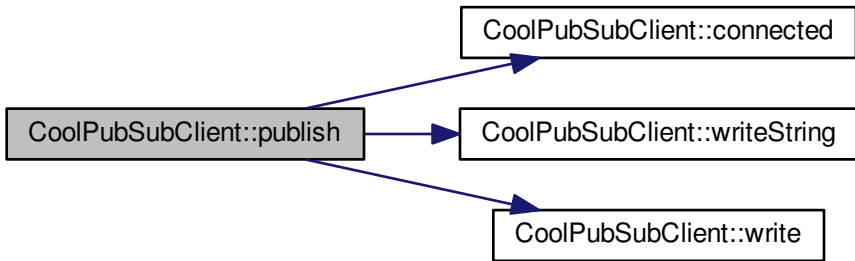 CoolPubSubClient::connected
CoolPubSubClient::publish
CoolPubSubClient::writeString
CoolPubSubClient::write